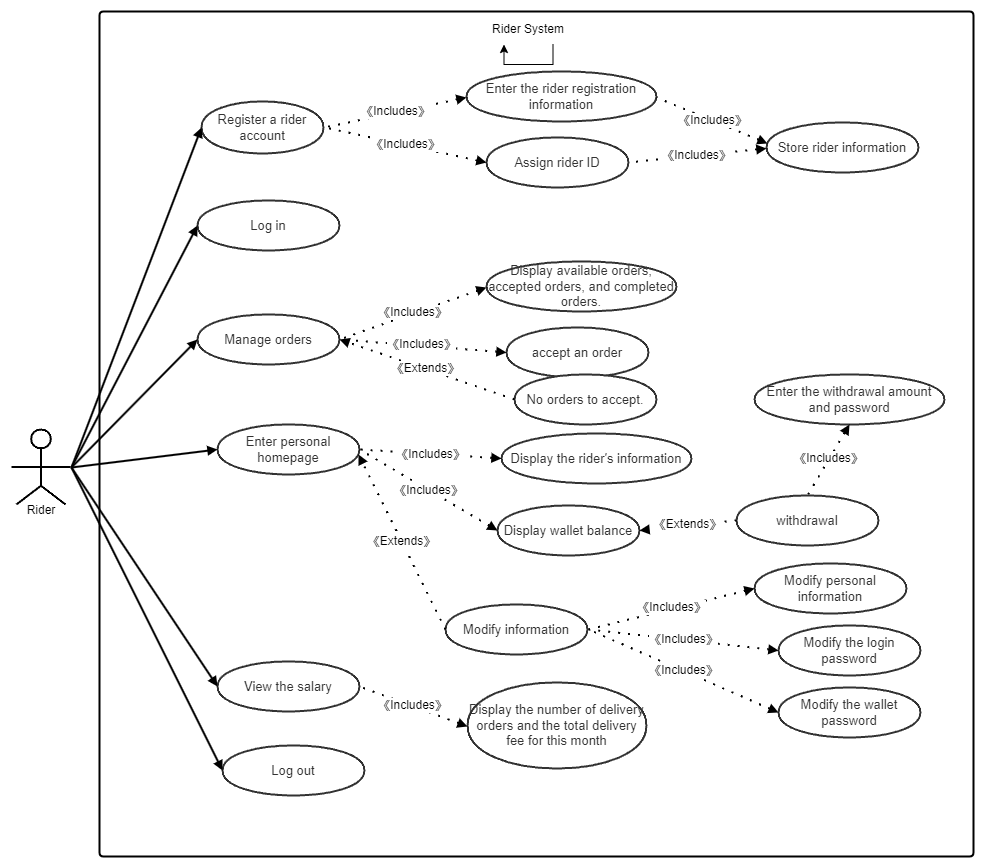 Rider System
Enter the rider registration
information
《Includes》
《Includes》
Register a rider
account
Store rider information
《Includes》
《Includes》
Assign rider ID
Log in
Display available orders,
accepted orders, and completed
orders.
《Includes》
Manage orders
《Includes》
accept an order
《Extends》
No orders to accept.
Enter the withdrawal amount
and password
Enter personal
homepage
《Includes》
Display the rider's information
《Includes》
《Includes》
Rider
Display wallet balance
《Extends》
withdrawal
《Extends》
Modify personal
information
《Includes》
Modify information
《Includes》
Modify the login
password
《Includes》
View the salary
《Includes》
Display the number of delivery
orders and the total delivery
fee for this month
Modify the wallet
password
Log out